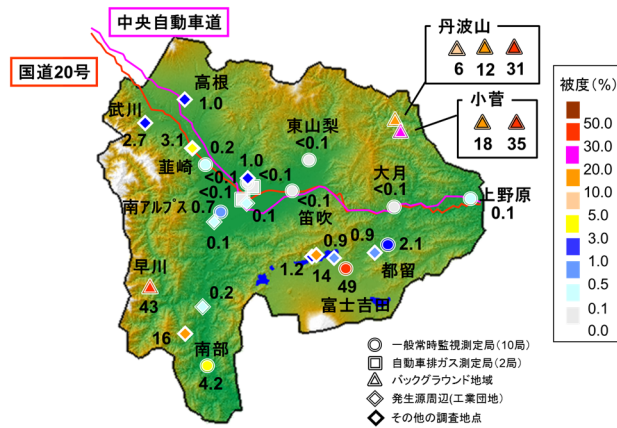 中央自動車道
国道20号
丹波山
6 12 31
小菅
18 35
被度(%)
50.0
30.0
20.0
10.0
5.0
3.0
1.0
0.5
0.1
0.0
高根
1.0
武川
2.7
3.1
0.2
韮崎
東山梨
<0.1
1.0
<0.1
<0.1
<0.1
大月
<0.1
上野原
0.1
南アルプス
0.7
0.1
0.1
<0.1
笛吹
0.9
0.9
2.1
都留
1.2
14
49
富士吉田
早川
43
0.2
16
南部
4.2
一般常時監視測定局(10局)
自動車排ガス測定局(2局)
バックグラウンド地域
発生源周辺(工業団地)
その他の調査地点